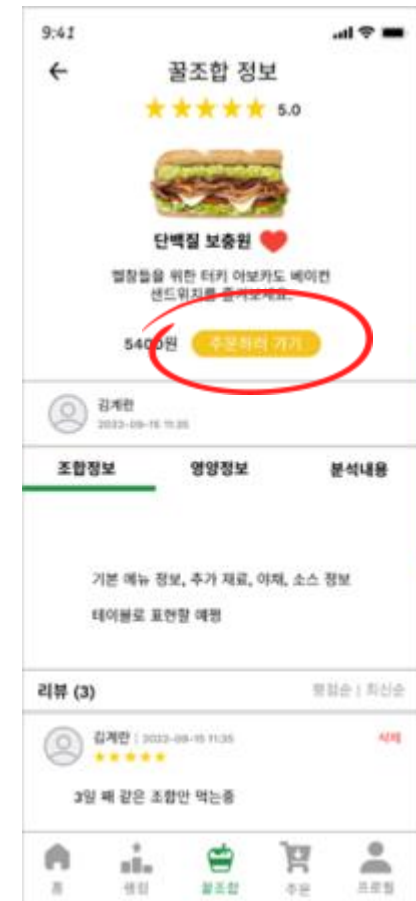 9:41
꿀조합 정보
5.0
단백질 보충원
헬창들을 위한 터키 아보카도 베이컨
샌드위치를 즐겨보세요.
5400원 주문하러 가기
김계란
2022-09-15 11:35
조합정보 영양정보 분석내용
기본 메뉴 정보, 추가 재료, 야채, 소스 정보
테이블로 표현할 예정
리뷰 (3) 평점순 | 최신순
김계란 | 2022-09-15 11:35 삭제
3일 째 같은 조합만 먹는중
홈 랭킹 꿀조합 주문 프로필